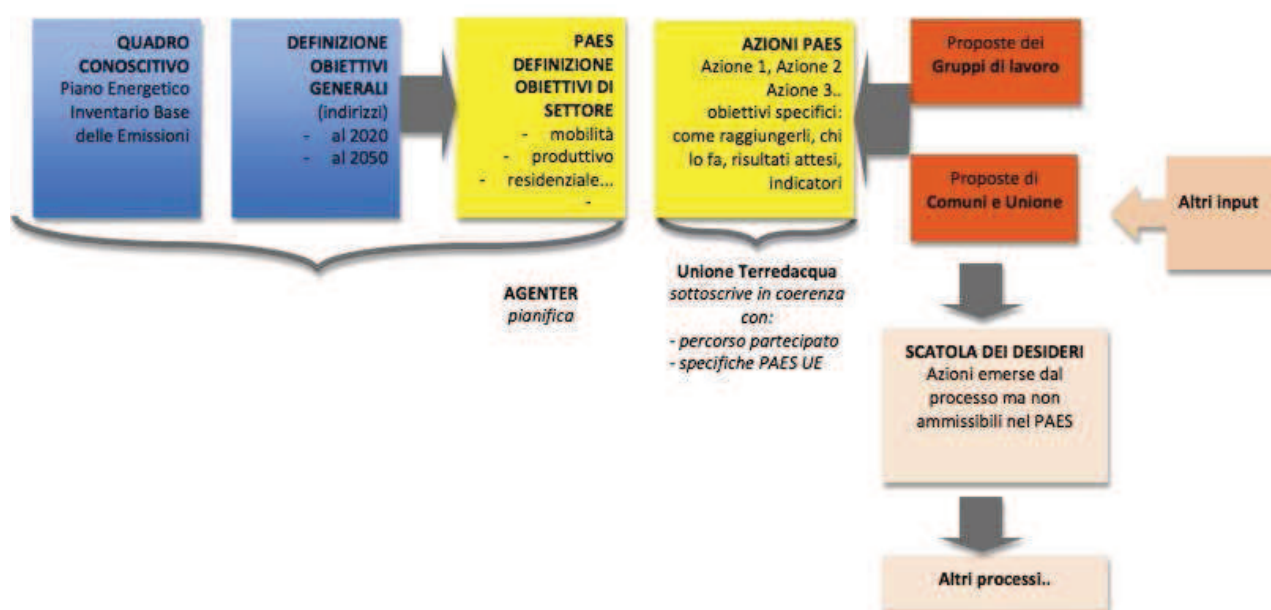 QUADRO
CONOSCITIVO
Piano Energetico
Inventario Base
delle Emissioni
DEFINIZIONE
OBIETTIVI
GENERALI
(indirizzi)
- al 2020
- al 2050
PAES
DEFINIZIONE
OBIETTIVI DI
SETTORE
- mobilità
- produttivo
- residenziale...
-
AZIONI PAES
Azione 1, Azione 2
Azione 3..
obiettivi specifici:
come raggiungerli, chi
lo fa, risultati attesi,
indicatori
Proposte dei
Gruppi di lavoro
Proposte di
Comuni e Unione
Altri input
AGENTER
pianifica
Unione Terredacqua
sottoscrive in coerenza
con:
- percorso partecipato
- specifiche PAES UE
SCATOLA DEI DESIDERI
Azioni emerse dal
processo ma non
ammissibili nel PAES
Altri processi..